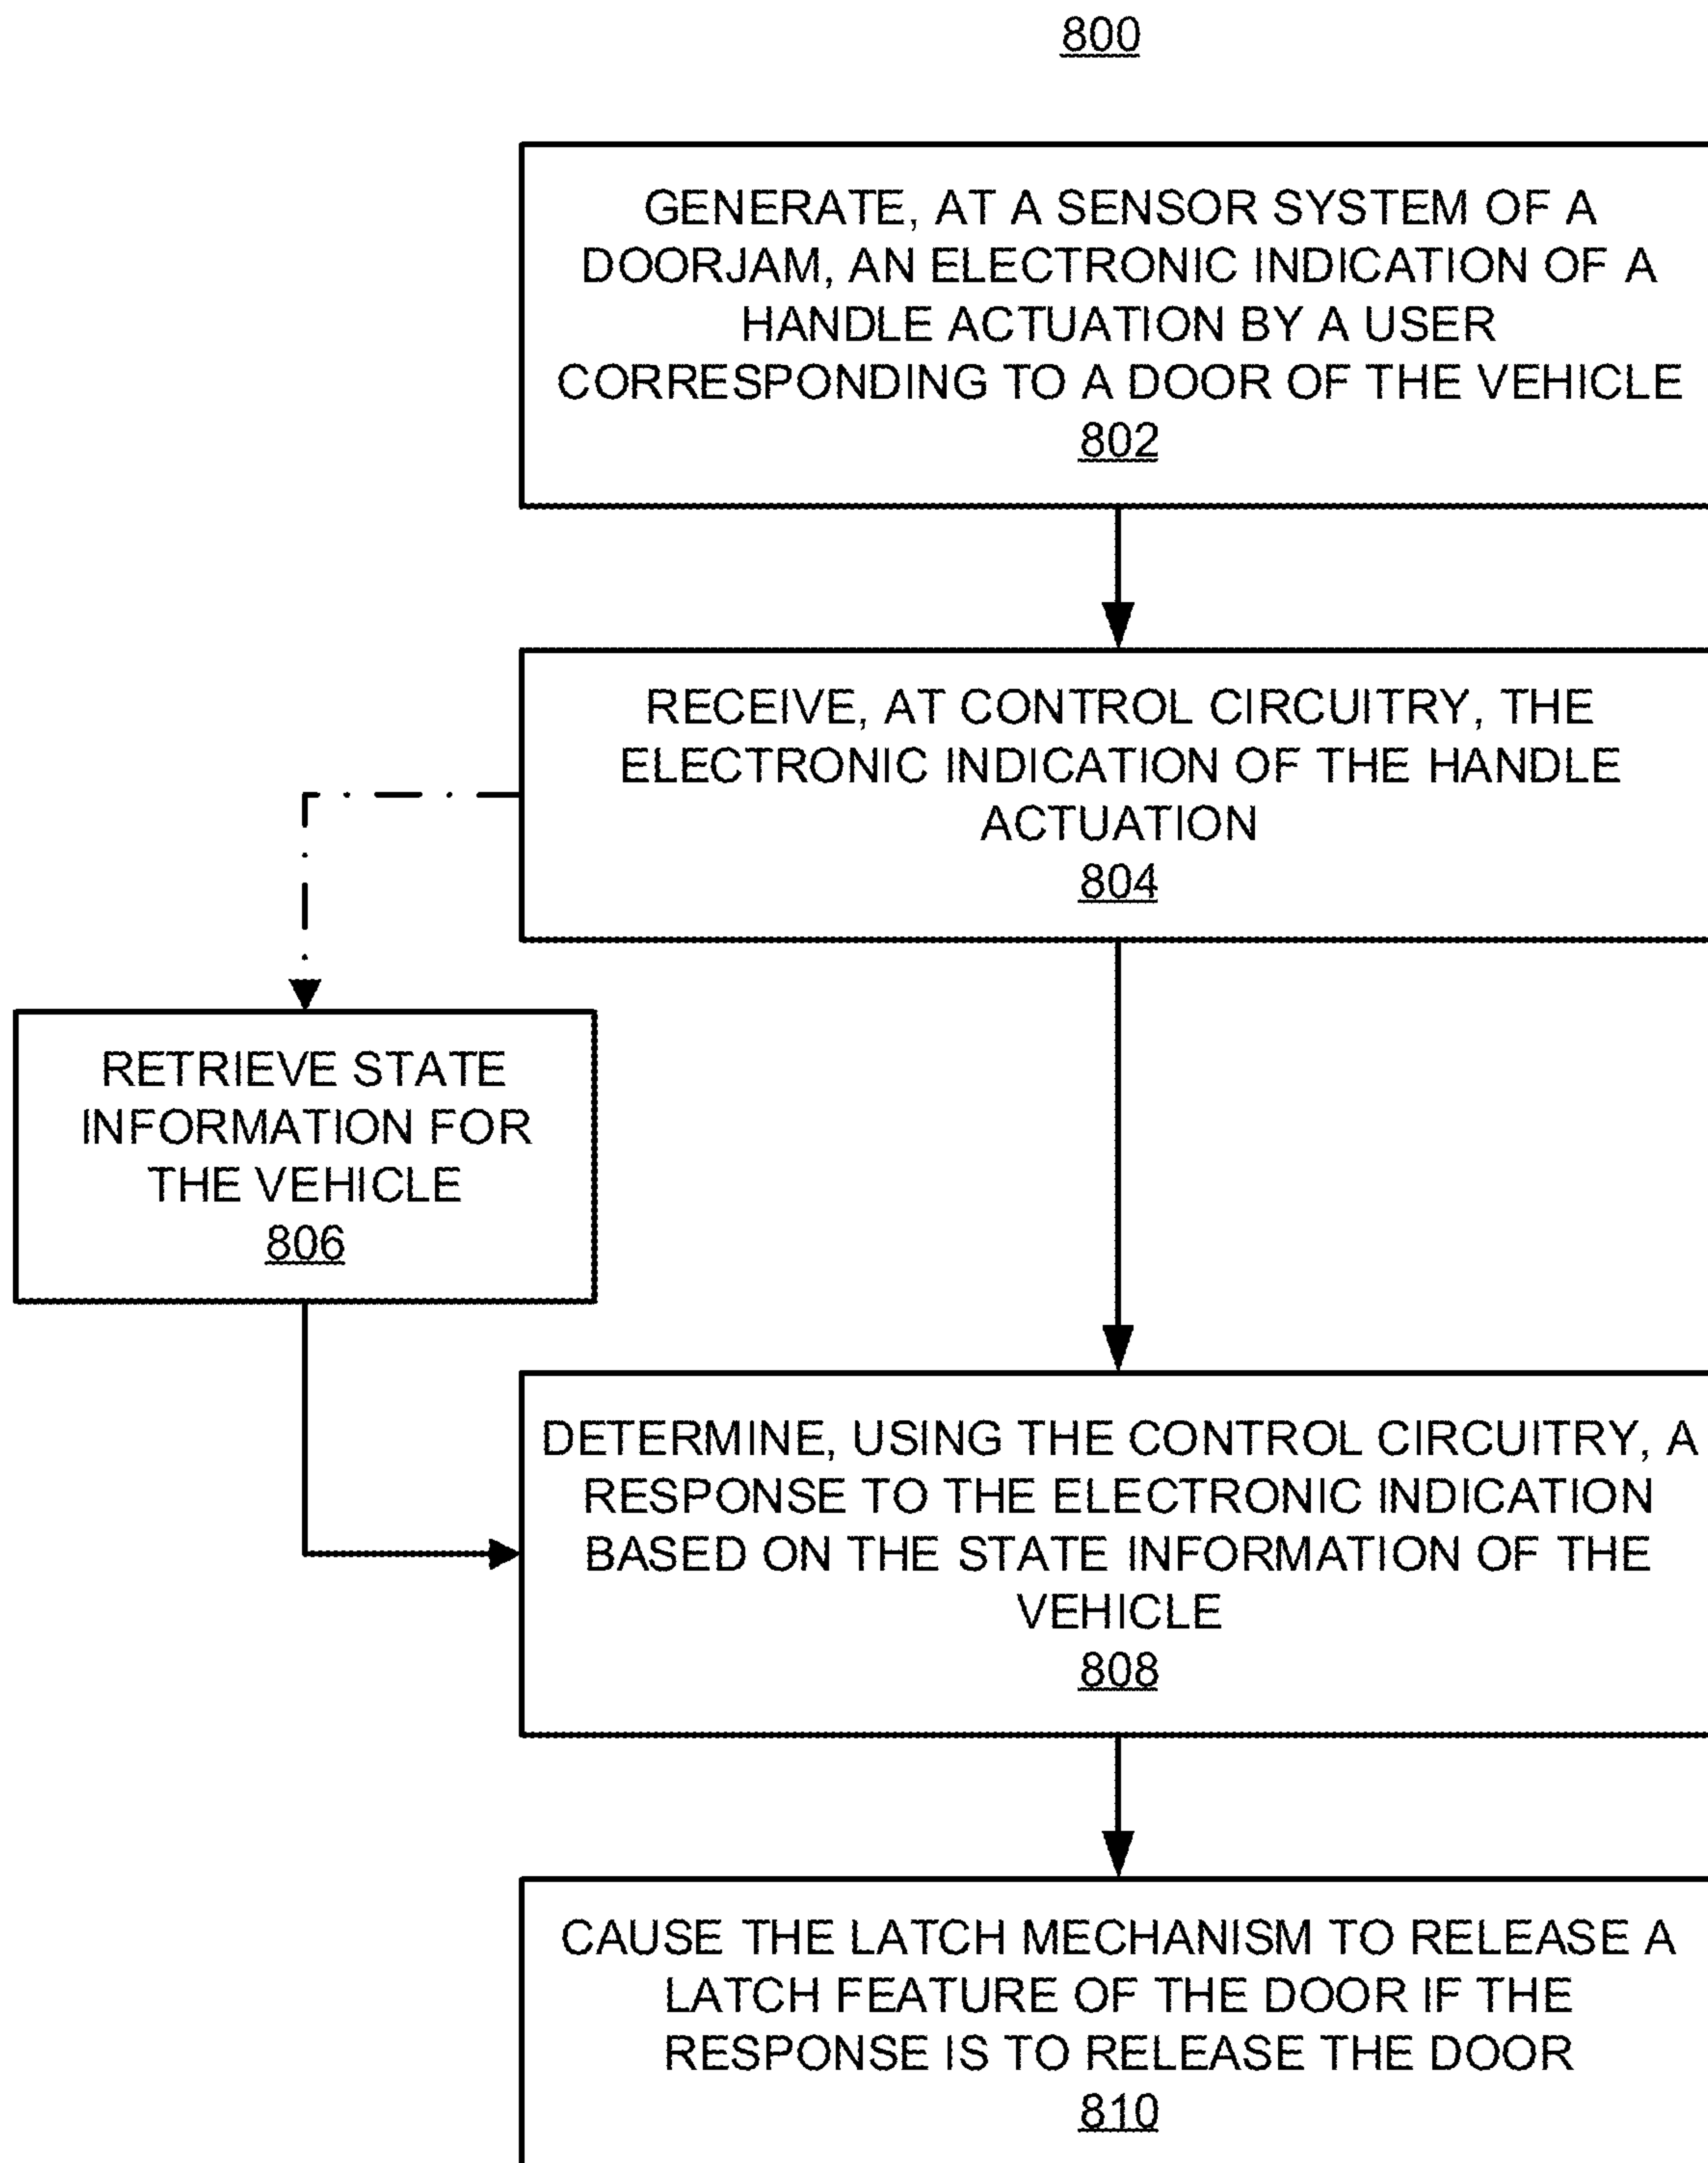 800
GENERATE, AT A SENSOR SYSTEM OF A
DOORJAM, AN ELECTRONIC INDICATION OF A
HANDLE ACTUATION BY A USER
CORRESPONDING TO A DOOR OF THE VEHICLE
802
RECEIVE, AT CONTROL CIRCUITRY, THE
ELECTRONIC INDICATION OF THE HANDLE
ACTUATION
804
RETRIEVE STATE
INFORMATION FOR
THE VEHICLE
806
DETERMINE, USING THE CONTROL CIRCUITRY, A
RESPONSE TO THE ELECTRONIC INDICATION
BASED ON THE STATE INFORMATION OF THE
VEHICLE
808
CAUSE THE LATCH MECHANISM TO RELEASE A
LATCH FEATURE OF THE DOOR IF THE
RESPONSE IS TO RELEASE THE DOOR
810